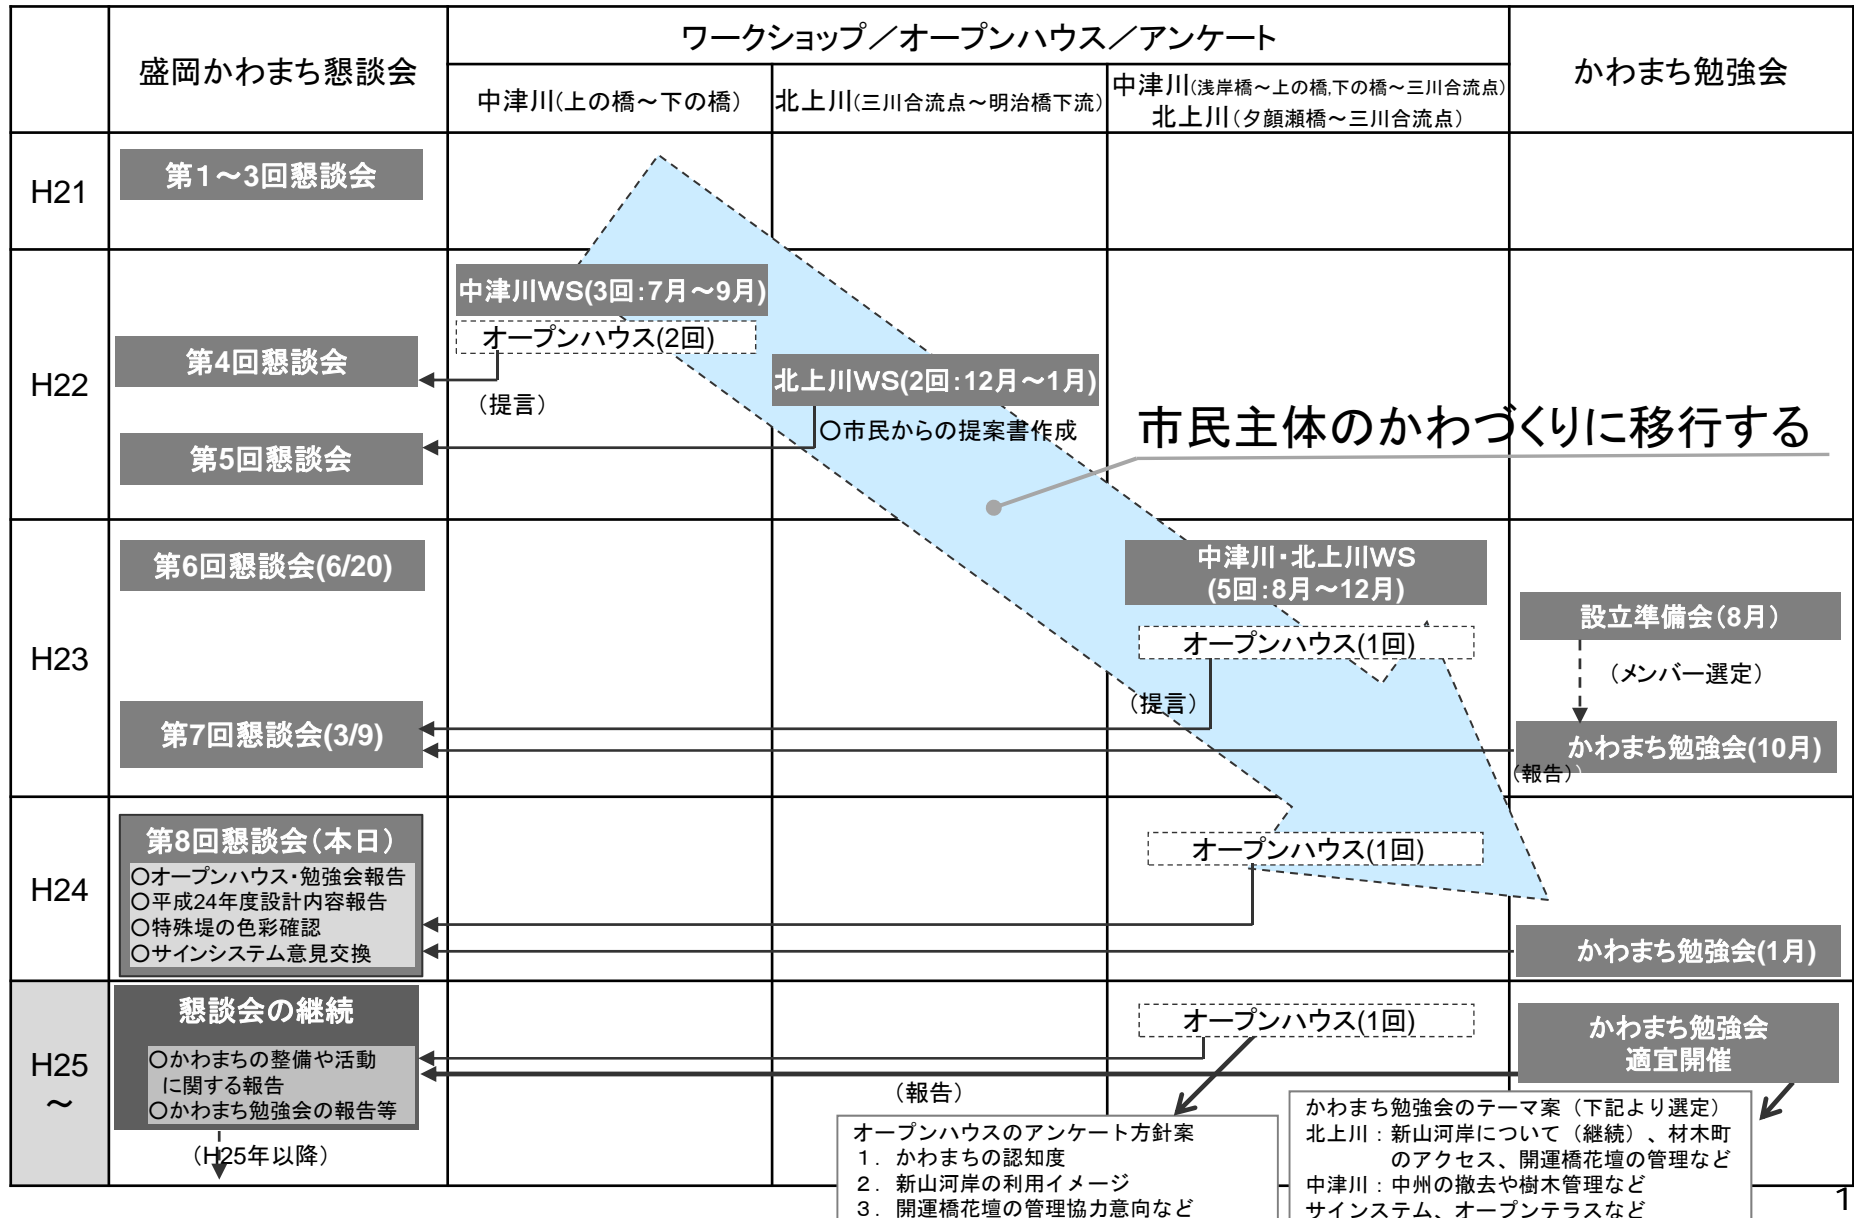 盛岡かわまち懇談会
ワークショップ／オープンハウス／アンケート
かわまち勉強会
中津川(上の橋～下の橋)
北上川(三川合流点～明治橋下流)
中津川(浅岸橋～上の橋,下の橋～三川合流点)
北上川(夕顔瀬橋～三川合流点)
H21
第1～3回懇談会
H22
中津川WS(3回:7月～9月)
オープンハウス(2回)
第4回懇談会
(提言)
北上川WS(2回:12月～1月)
○市民からの提案書作成
第5回懇談会
市民主体のかわづくりに移行する
H23
第6回懇談会(6/20)
中津川・北上川WS
(5回:8月～12月)
オープンハウス(1回)
設立準備会(8月)
(メンバー選定)
(提言)
第7回懇談会(3/9)
かわまち勉強会(10月)
(報告))
H24
第8回懇談会(本日)
○オープンハウス・勉強会報告
○平成24年度設計内容報告
○特殊堤の色彩確認
○サインシステム意見交換
オープンハウス(1回)
かわまち勉強会(1月)
H25
～
懇談会の継続
○かわまちの整備や活動
に関する報告
○かわまち勉強会の報告等
(H25年以降)
オープンハウス(1回)
かわまち勉強会
適宜開催
(報告)
オープンハウスのアンケート方針案
１．かわまちの認知度
２．新山河岸の利用イメージ
３．開運橋花壇の管理協力意向など
かわまち勉強会のテーマ案（下記より選定）
北上川：新山河岸について（継続）、材木町
のアクセス、開運橋花壇の管理など
中津川：中州の撤去や樹木管理など
サインステム、オープンテラスなど
1